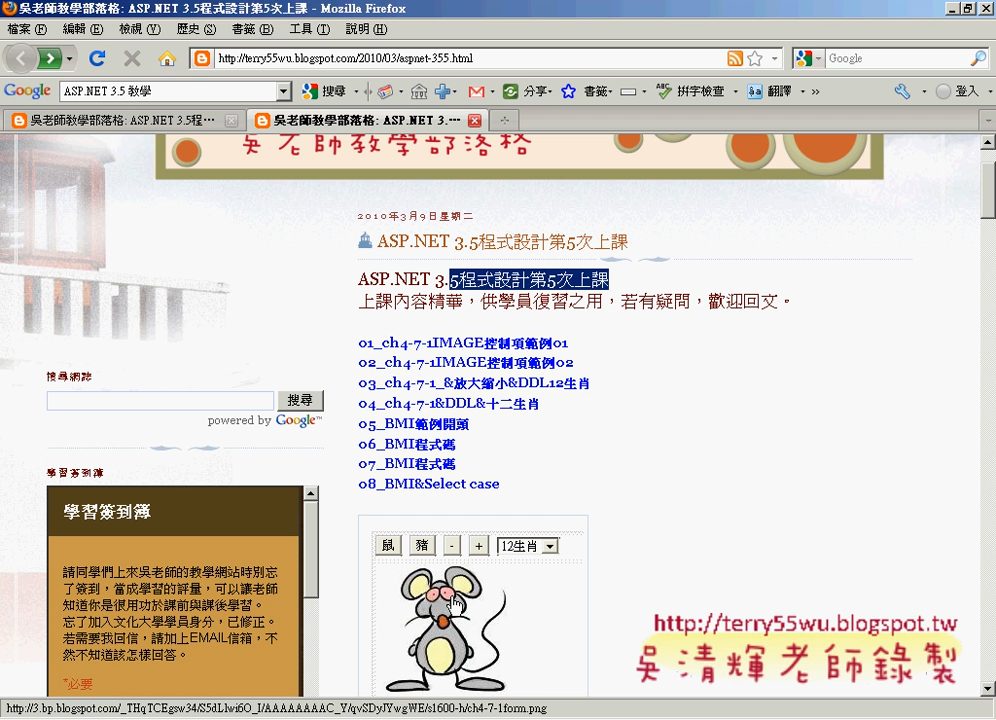 吳老師教學部落格: ASP.NET 3.5程式設計第5次上課 - Mozilla Firefox
檔案(F) 編輯(E) 檢視(V) 歷史(S) 書籤(B) 工具(T) 說明(H)
http://terry55wu.blogspot.com/2010/03/aspnet-355.html
Google
Google ASP.NET 3.5 教學 搜尋 分享 書籤 拼字檢查 翻譯 » 登入
吳老師教學部落格: ASP.NET 3.5程⋯ 吳老師教學部落格: ASP.NET 3.⋯
吳老師教學部落格
2010年3月9日星期二
ASP.NET 3.5程式設計第5次上課
ASP.NET 3.5程式設計第5次上課
上課內容精華，供學員復習之用，若有疑問，歡迎回文。
01_ch4-7-1IMAGE控制項範例01
02_ch4-7-1IMAGE控制項範例02
03_ch4-7-1_&放大縮小&DDL12生肖
04_ch4-7-1&DDL&十二生肖
05_BMI範例開頭
06_BMI程式碼
07_BMI程式碼
08_BMI&Select case
搜尋網誌
搜尋
powered by Google™
學習簽到簿
學習簽到簿
請同學們上來吳老師的教學網站時別忘
了簽到，當成學習的評量，可以讓老師
知道你是很用功於課前與課後學習。
忘了加入文化大學學員身分，已修正。
若需要我回信，請加上EMAIL信箱，不
然不知道該怎樣回答。
*必要
鼠 豬 - + 12生肖
http://terry55wu.blogspot.tw
吳清輝老師錄製
http://3.bp.blogspot.com/_THqTCEgsw34/S5dLlwi6O_I/AAAAAAAAC_Y/qvSDyJYwgWE/s1600-h/ch4-7-1form.png